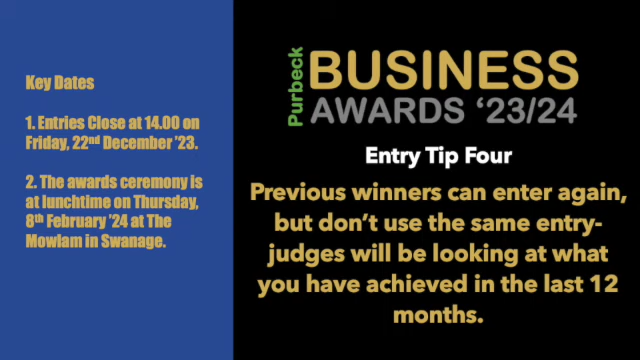 Key Dates
1. Entries Close at 14.00 on
Friday, 22nd December '23.
2. The awards ceremony is
at lunchtime on Thursday,
8th February '24 at The
Mowlam in Swanage.
Purbeck
BUSINESS
AWARDS ‘23/24
Entry Tip Four
Previous winners can enter again,
but don’t use the same entry-
judges will be looking at what
you have achieved in the last 12
months.